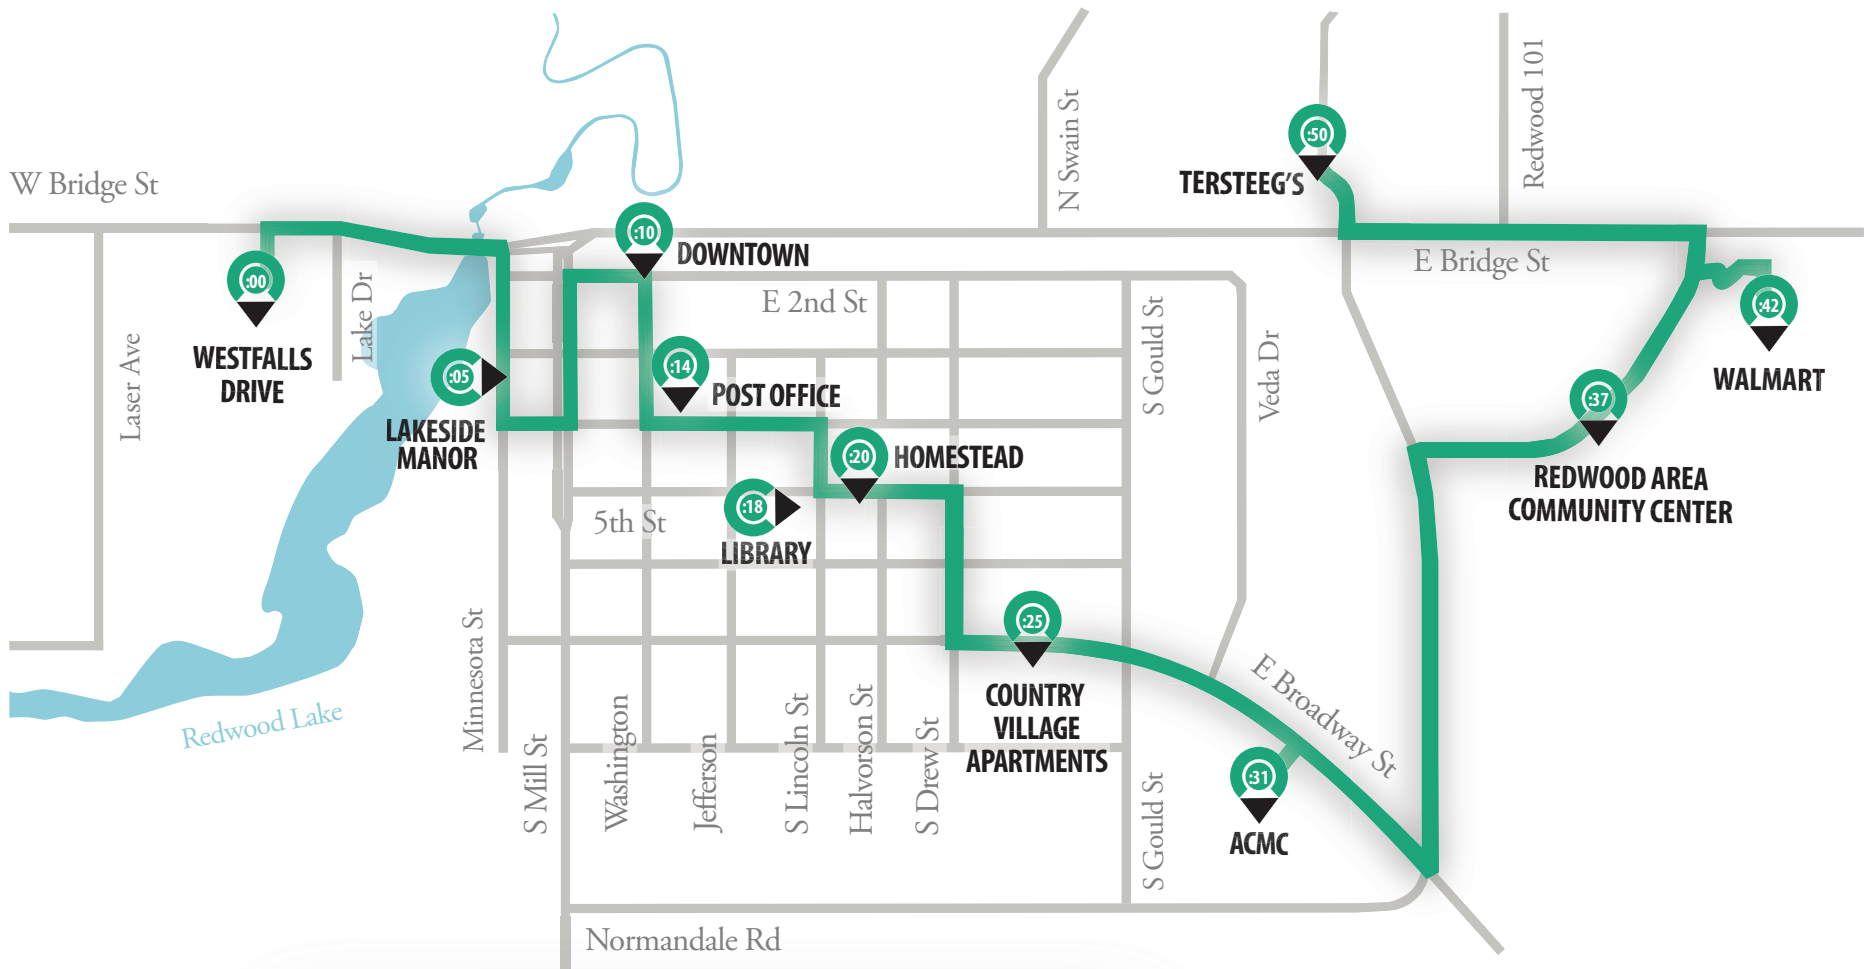 W Bridge St
:00
WESTFALLS
DRIVE
Laser Ave
Lake Dr
:05
LAKESIDE
MANOR
Redwood Lake
:10
DOWNTOWN
E 2nd St
:14
POST OFFICE
:18
LIBRARY
5th St
:20
HOMESTEAD
:25
COUNTRY
VILLAGE
APARTMENTS
Minnesota St
S Mill St
Washington
Jefferson
S Lincoln St
Halvorson St
S Drew St
S Gould St
S Gould St
Veda Dr
N Swain St
:31
ACMC
E Broadway St
Normandale Rd
:50
TERSTEEG'S
Redwood 101
E Bridge St
:42
WALMART
:37
REDWOOD AREA
COMMUNITY CENTER